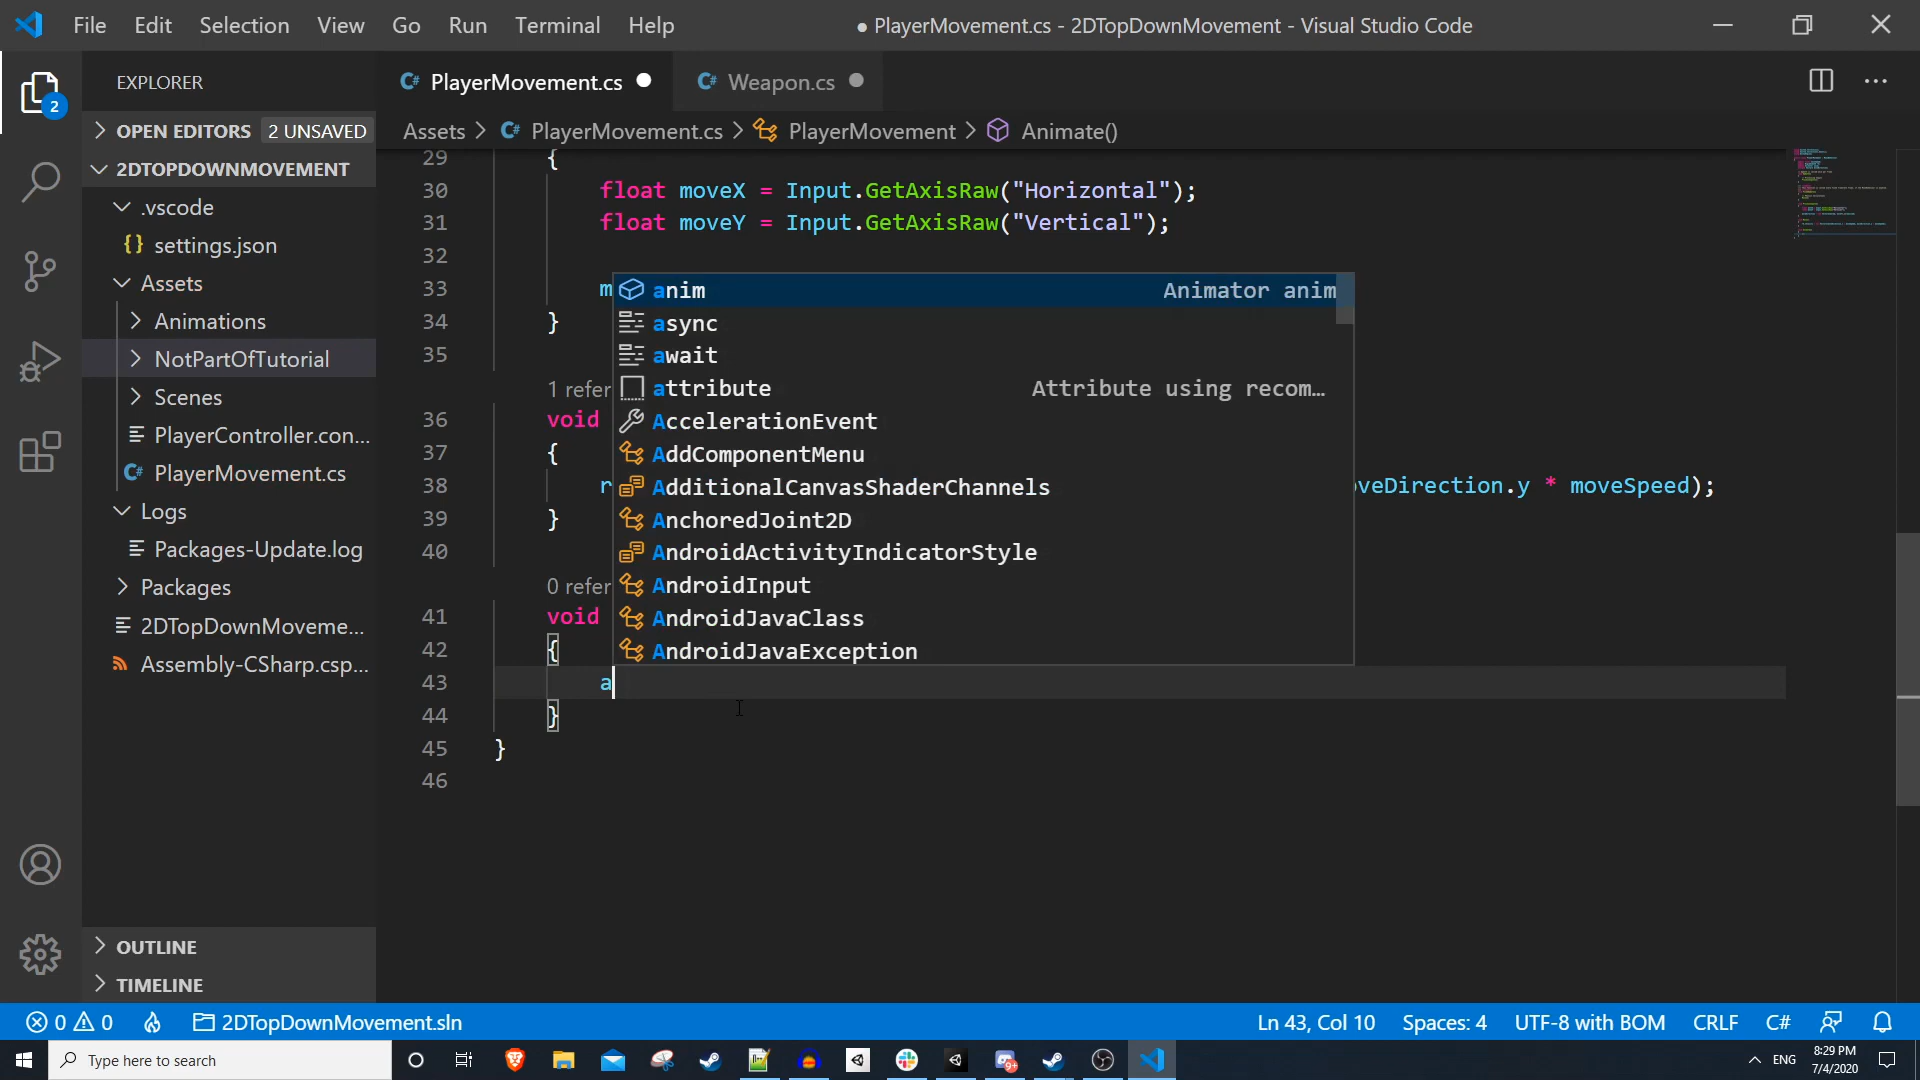 File Edit Selection View Go Run Terminal Help ● PlayerMovement.cs - 2DTopDownMovement - Visual Studio Code
EXPLORER
PlayerMovement.cs
Weapon.cs
2
OPEN EDITORS 2 UNSAVED
2DTOPDOWNMOVEMENT
.vscode
{} settings.json
Assets
Animations
NotPartOfTutorial
Scenes
PlayerController.con...
PlayerMovement.cs
Logs
Packages-Update.log
Packages
2DTopDownMoveme...
Assembly-CSharp.csp...
OUTLINE
TIMELINE
Assets > PlayerMovement.cs > PlayerMovement > Animate()
29 {
30 float moveX = Input.GetAxisRaw("Horizontal");
31 float moveY = Input.GetAxisRaw("Vertical");
32
33 m
34 }
35
1 refer
36 void
37 {
38 r oveDirection.y * moveSpeed);
39 }
40
0 refer
41 void
42 {
43 a
44 }
45 }
46
anim Animator anim
async
await
attribute Attribute using recom...
AccelerationEvent
AddComponentMenu
AdditionalCanvasShaderChannels
AnchoredJoint2D
AndroidActivityIndicatorStyle
AndroidInput
AndroidJavaClass
AndroidJavaException
0 0 2DTopDownMovement.sln Ln 43, Col 10 Spaces: 4 UTF-8 with BOM CRLF C#
Type here to search
9+
ENG
8:29 PM
7/4/2020